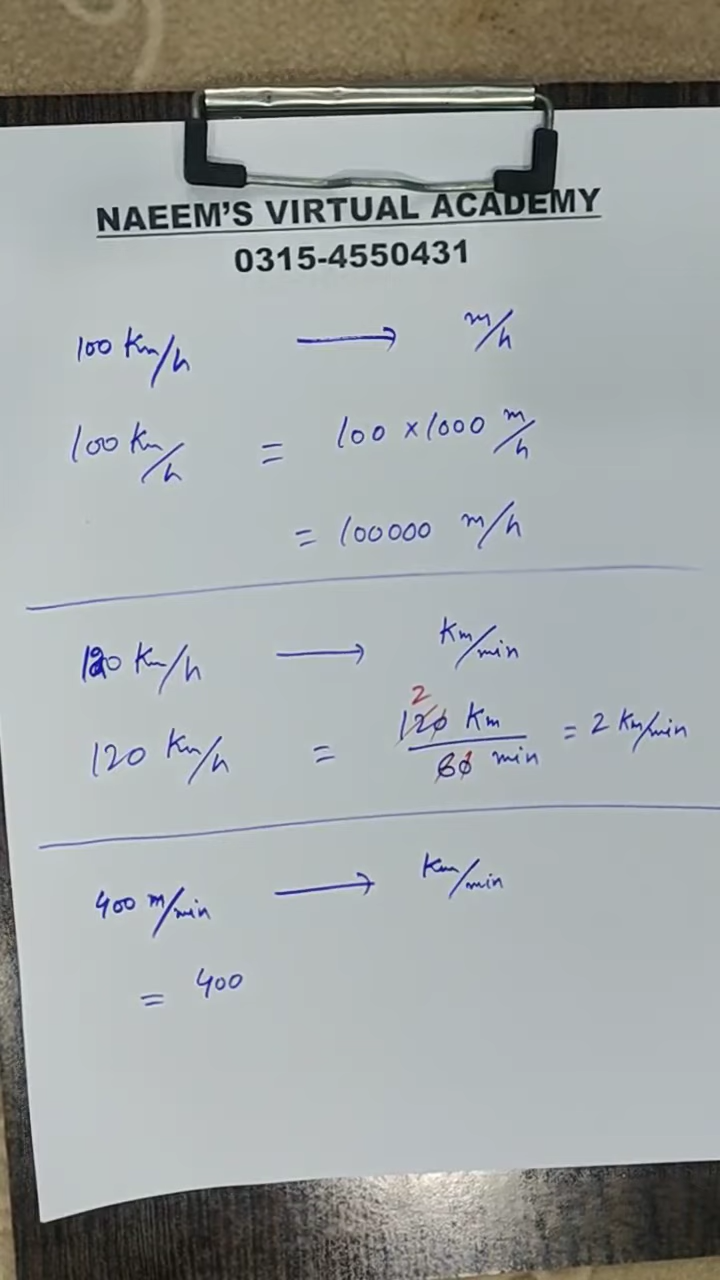 NAEEM'S VIRTUAL ACADEMY
0315-4550431
100 Km/h ⟶ m/h
100 Km/h = 100 × 1000 m/h
= 100000 m/h
120 Km/h ⟶ Km/min
120 Km/h = 120 Km / 60 min = 2 Km/min
2
400 m/min ⟶ Km/min
= 400